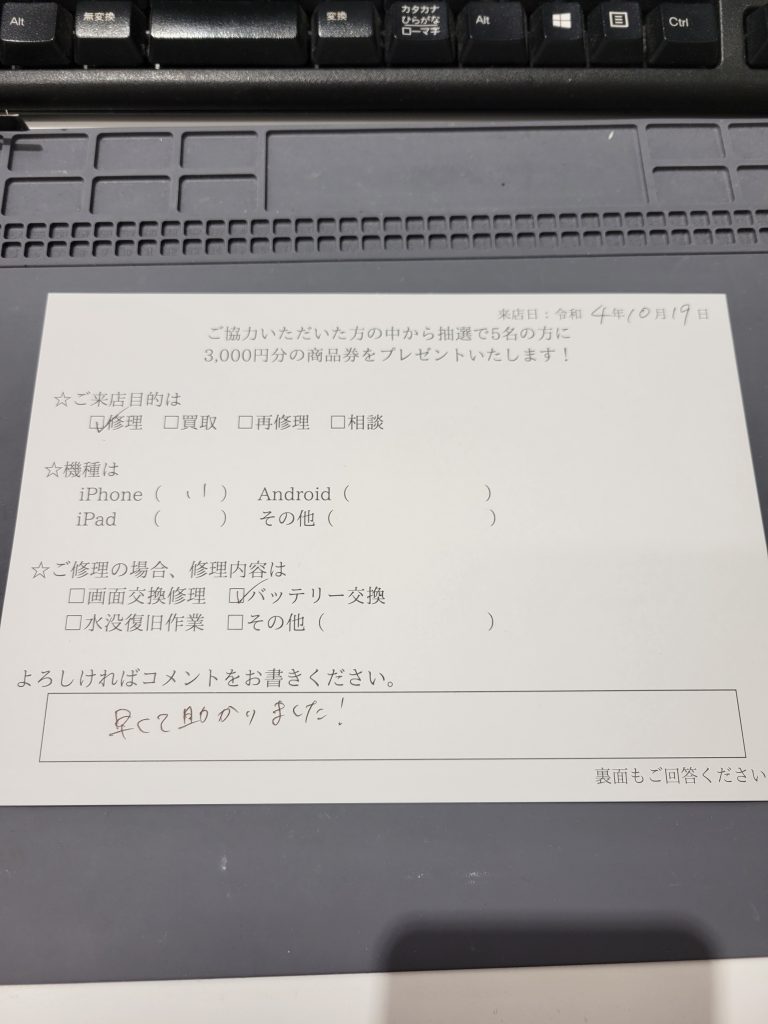 Alt 無変換 変換 カタカナ ひらがな ローマ字 Alt Ctrl
来店日：令和 4年10月19日
ご協力いただいた方の中から抽選で5名の方に
3,000円分の商品券をプレゼントいたします！
☆ご来店目的は
☑修理 □買取 □再修理 □相談
☆機種は
iPhone（ 11 ） Android（ ）
iPad （ ） その他（ ）
☆ご修理の場合、修理内容は
□画面交換修理 ☑バッテリー交換
□水没復旧作業 □その他（ ）
よろしければコメントをお書きください。
早くて助かりました！
裏面もご回答ください